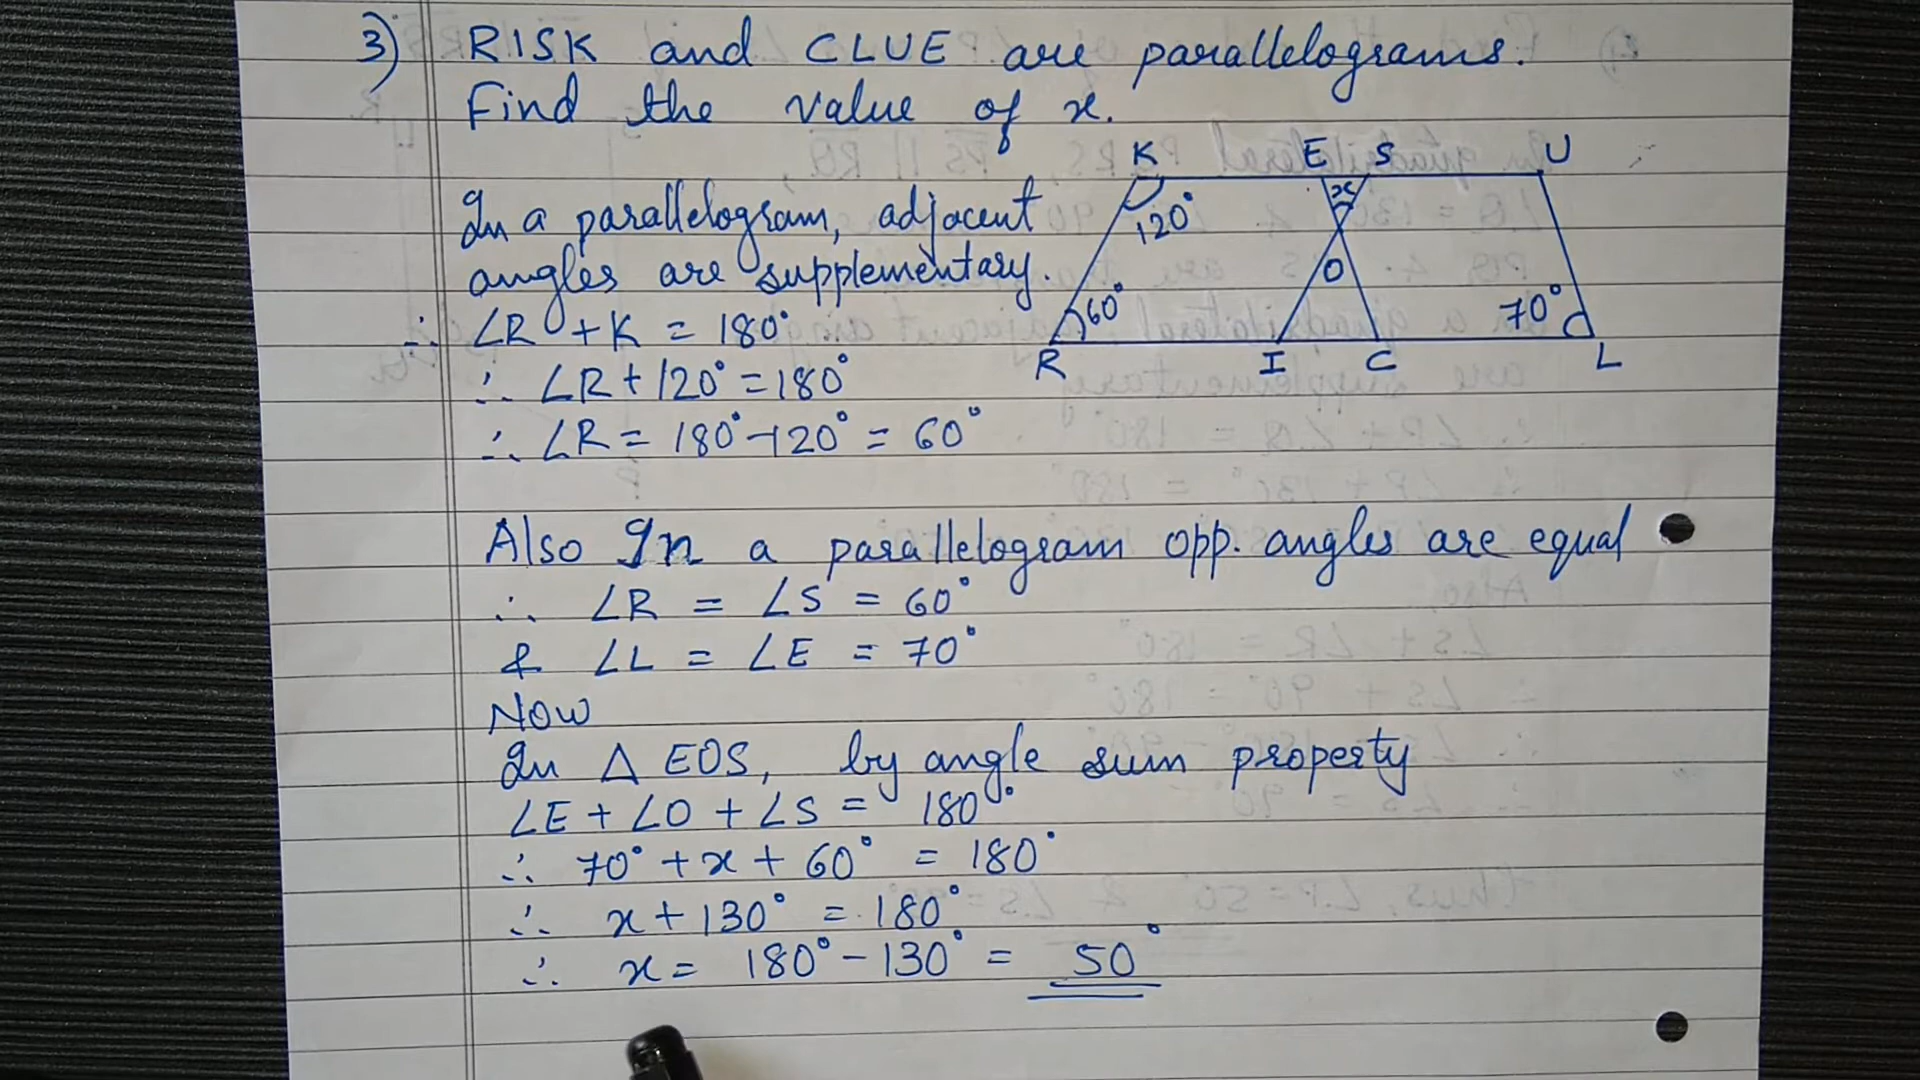 3) RISK and CLUE are parallelograms.
Find the value of x.
K E S U
x
120°
O
60°
70°
R I C L
In a parallelogram, adjacent
angles are supplementary.
∴ ∠R + K = 180°
∴ ∠R + 120° = 180°
∴ ∠R = 180° - 120° = 60°
Also In a parallelogram opp. angles are equal
∴ ∠R = ∠S = 60°
& ∠L = ∠E = 70°
Now
In Δ EOS, by angle sum property
∠E + ∠O + ∠S = 180°
∴ 70° + x + 60° = 180°
∴ x + 130° = 180°
∴ x = 180° - 130° = 50°